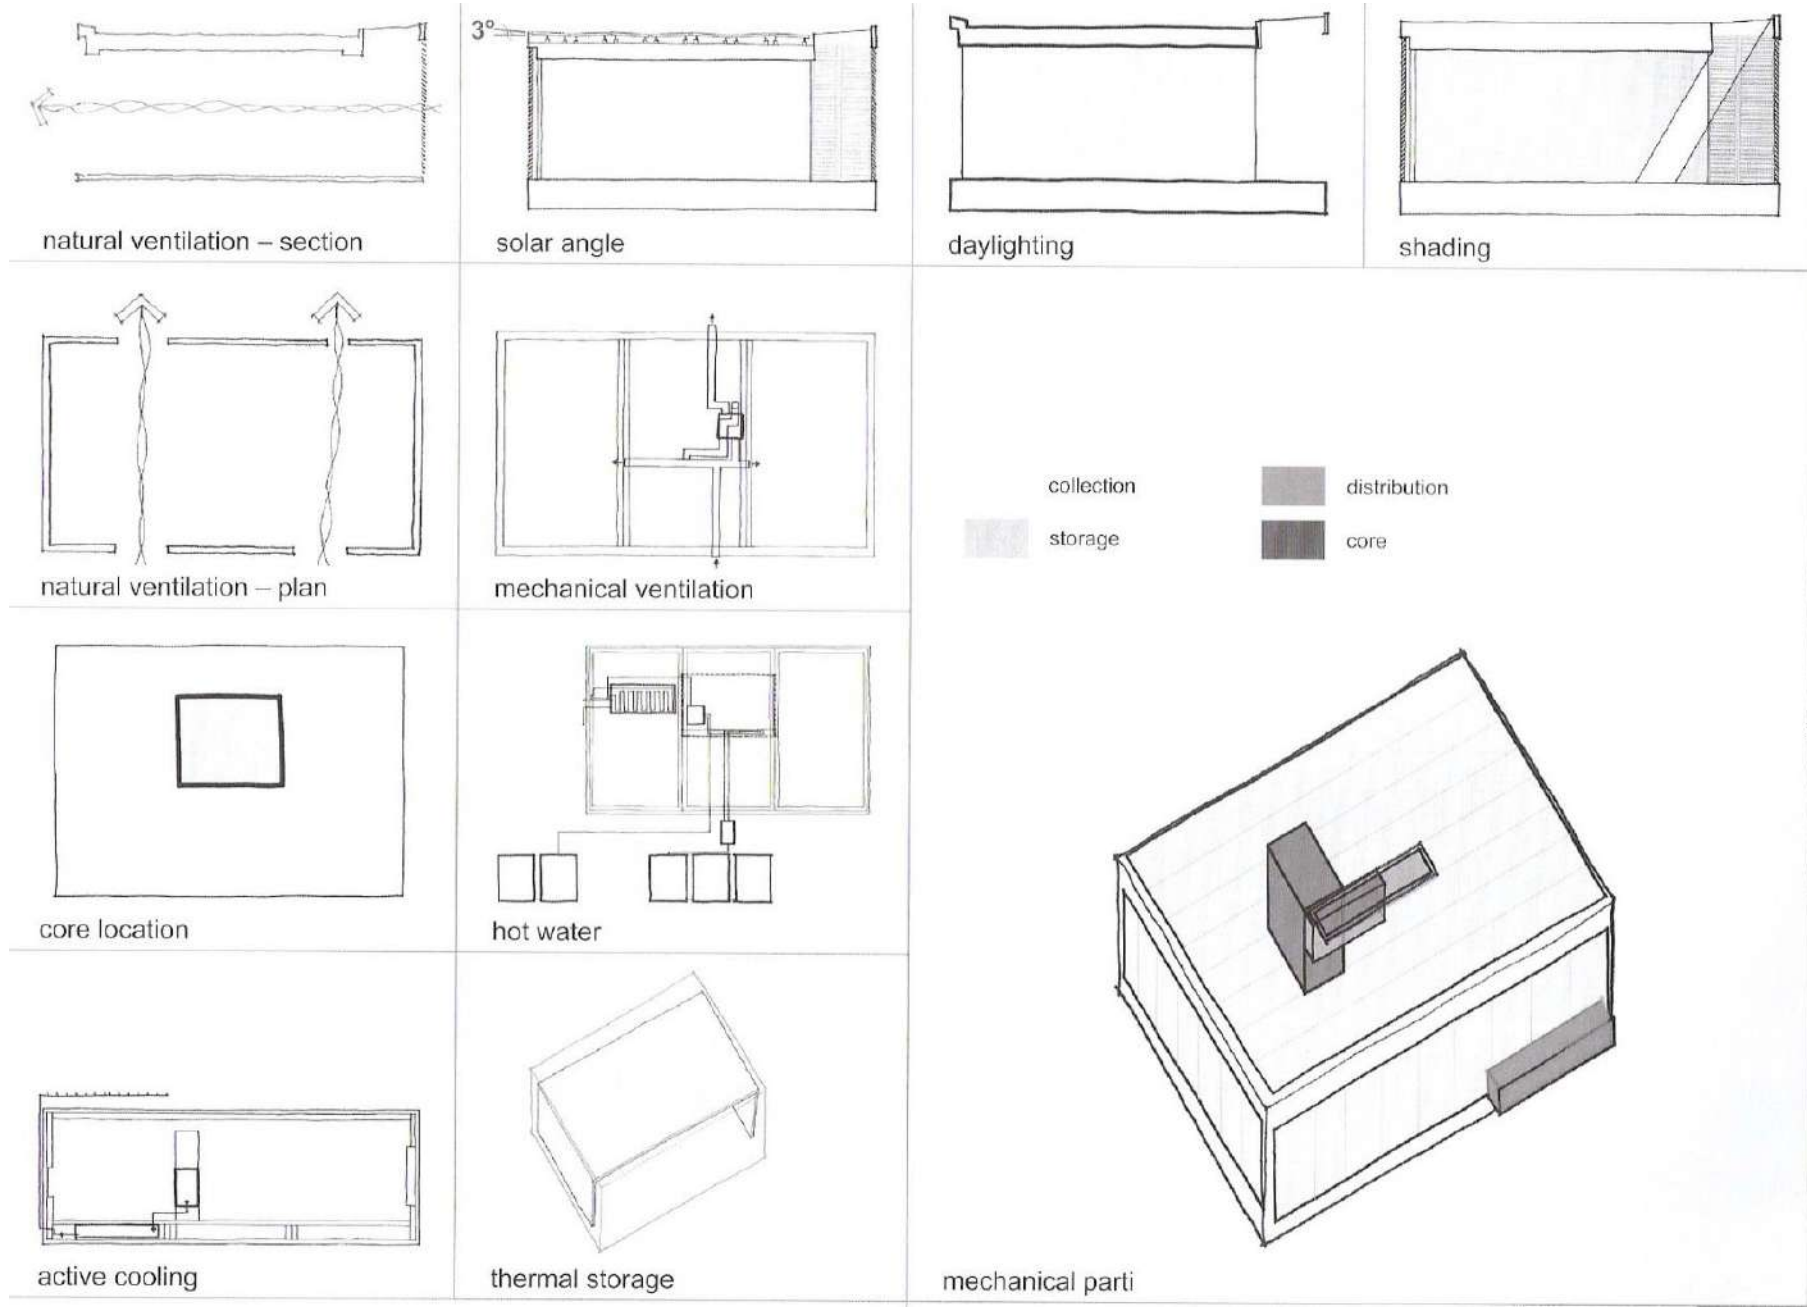 3°
natural ventilation – section
solar angle
daylighting
shading
natural ventilation – plan
mechanical ventilation
collection
distribution
storage
core
core location
hot water
active cooling
thermal storage
mechanical parti